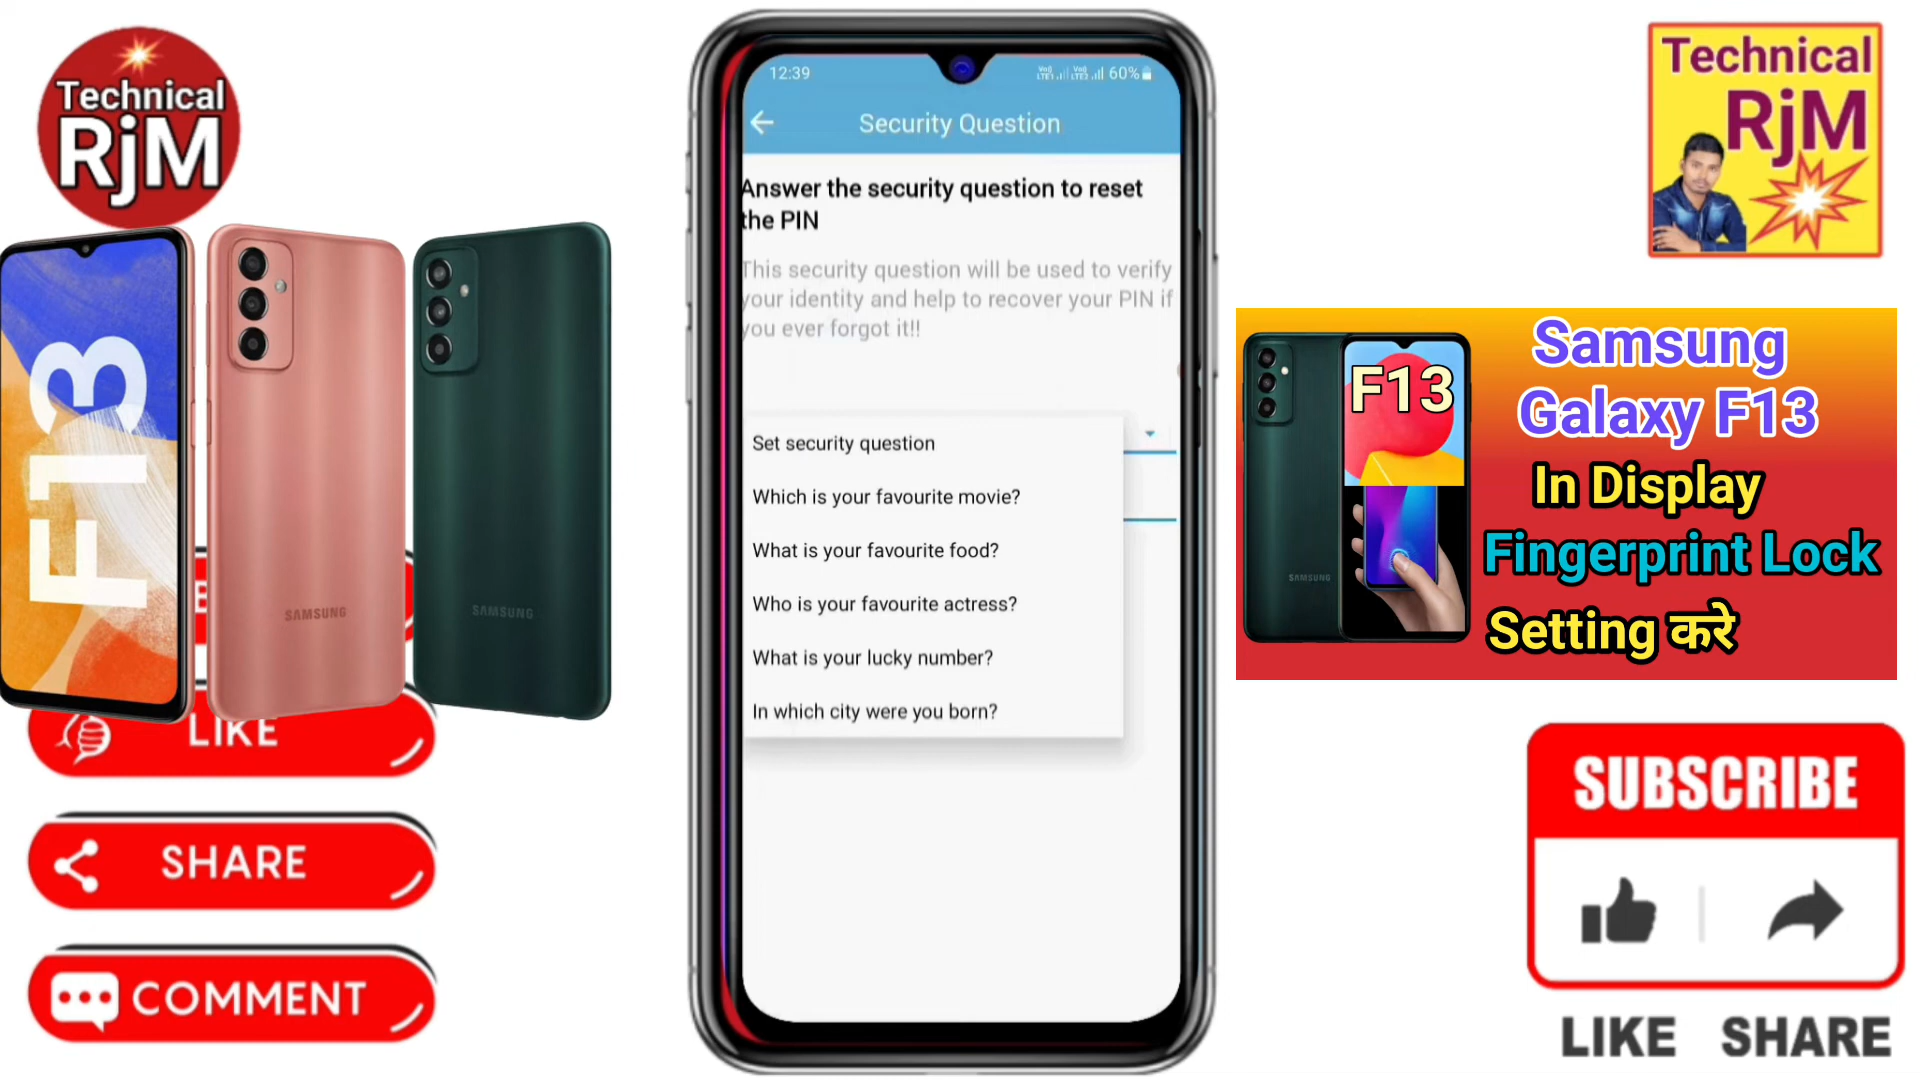 Technical
RjM
F13
SAMSUNG
SAMSUNG
LIKE
SHARE
COMMENT
12:39
60%
Security Question
Answer the security question to reset
the PIN
This security question will be used to verify
your identity and help to recover your PIN if
you ever forgot it!!
Set security question
Which is your favourite movie?
What is your favourite food?
Who is your favourite actress?
What is your lucky number?
In which city were you born?
Technical
RjM
F13
SAMSUNG
Samsung
Galaxy F13
In Display
Fingerprint Lock
Setting करे
SUBSCRIBE
LIKE SHARE